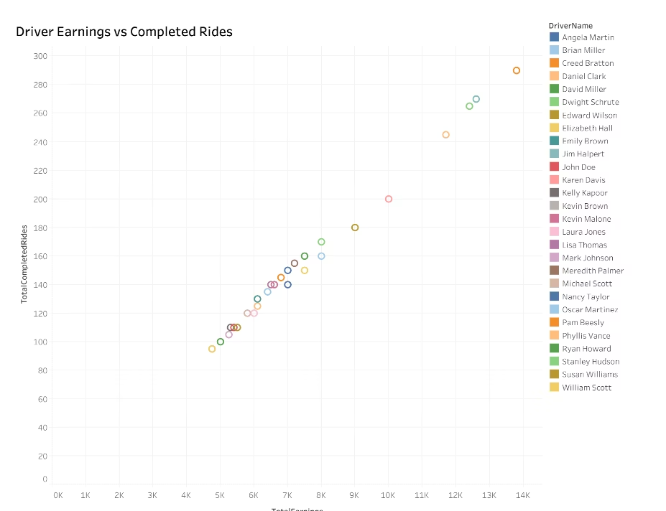 Driver Earnings vs Completed Rides
DriverName
Angela Martin
Brian Miller
Creed Bratton
Daniel Clark
David Miller
Dwight Schrute
Edward Wilson
Elizabeth Hall
Emily Brown
Jim Halpert
John Doe
Karen Davis
Kelly Kapoor
Kevin Brown
Kevin Malone
Laura Jones
Lisa Thomas
Mark Johnson
Meredith Palmer
Michael Scott
Nancy Taylor
Oscar Martinez
Pam Beesly
Phyllis Vance
Ryan Howard
Stanley Hudson
Susan Williams
William Scott
TotalCompletedRides
300
280
260
240
220
200
180
160
140
120
100
80
60
40
20
0
0K 1K 2K 3K 4K 5K 6K 7K 8K 9K 10K 11K 12K 13K 14K
TotalEarnings